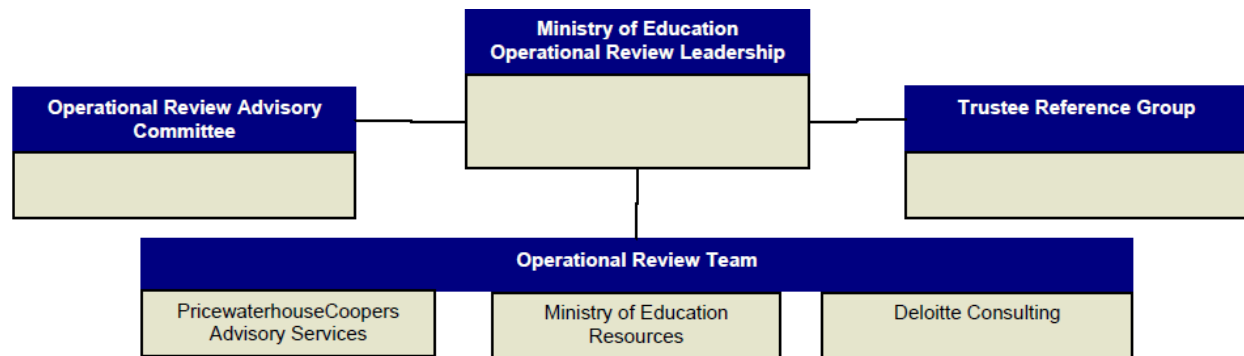 Ministry of Education
Operational Review Leadership
Operational Review Advisory
Committee
Trustee Reference Group
Operational Review Team
PricewaterhouseCoopers
Advisory Services
Ministry of Education
Resources
Deloitte Consulting